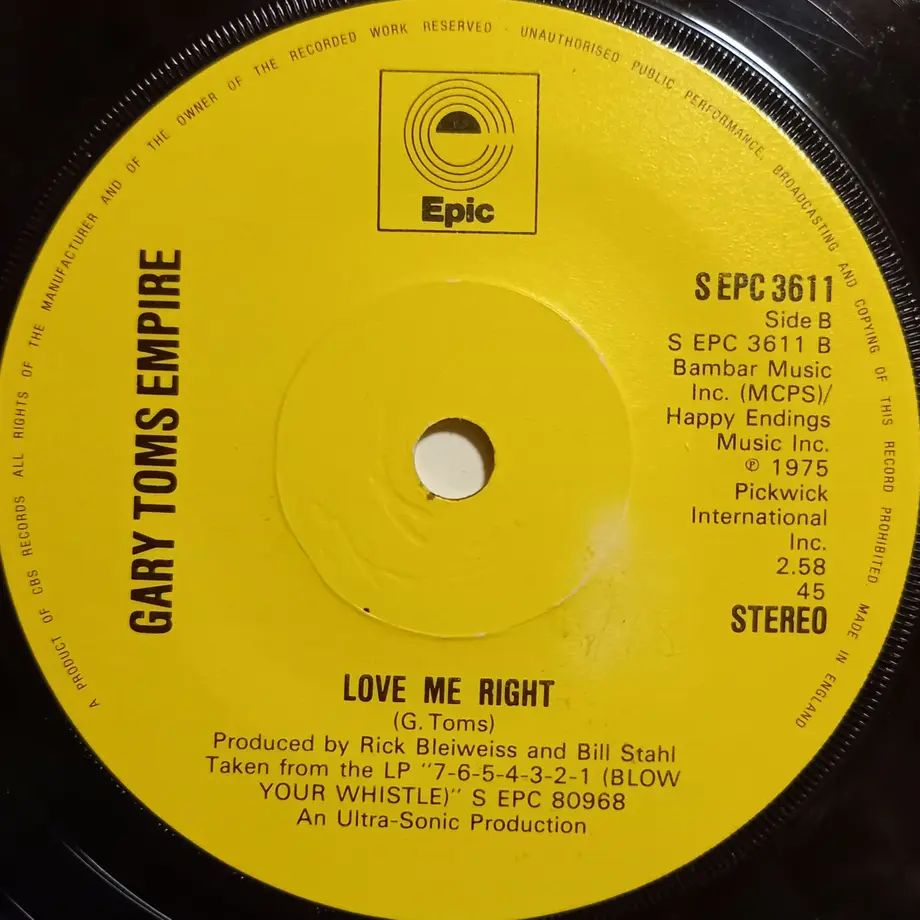 A PRODUCT OF CBS RECORDS ALL RIGHTS OF THE MANUFACTURER AND OF THE OWNER OF THE RECORDED WORK RESERVED · UNAUTHORISED PUBLIC PERFORMANCE, BROADCASTING AND COPYING OF THIS RECORD PROHIBITED. MADE IN ENGLAND
Epic
GARY TOMS EMPIRE
S EPC 3611
Side B
S EPC 3611 B
Bambar Music
Inc. (MCPS)/
Happy Endings
Music Inc.
℗ 1975
Pickwick
International
Inc.
2.58
45
STEREO
LOVE ME RIGHT
(G. Toms)
Produced by Rick Bleiweiss and Bill Stahl
Taken from the LP "7-6-5-4-3-2-1 (BLOW
YOUR WHISTLE)" S EPC 80968
An Ultra-Sonic Production